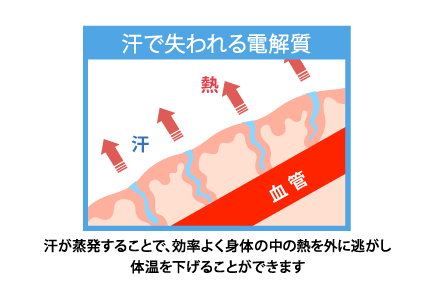 汗で失われる電解質
熱
汗
血管
汗が蒸発することで、効率よく身体の中の熱を外に逃がし
体温を下げることができます